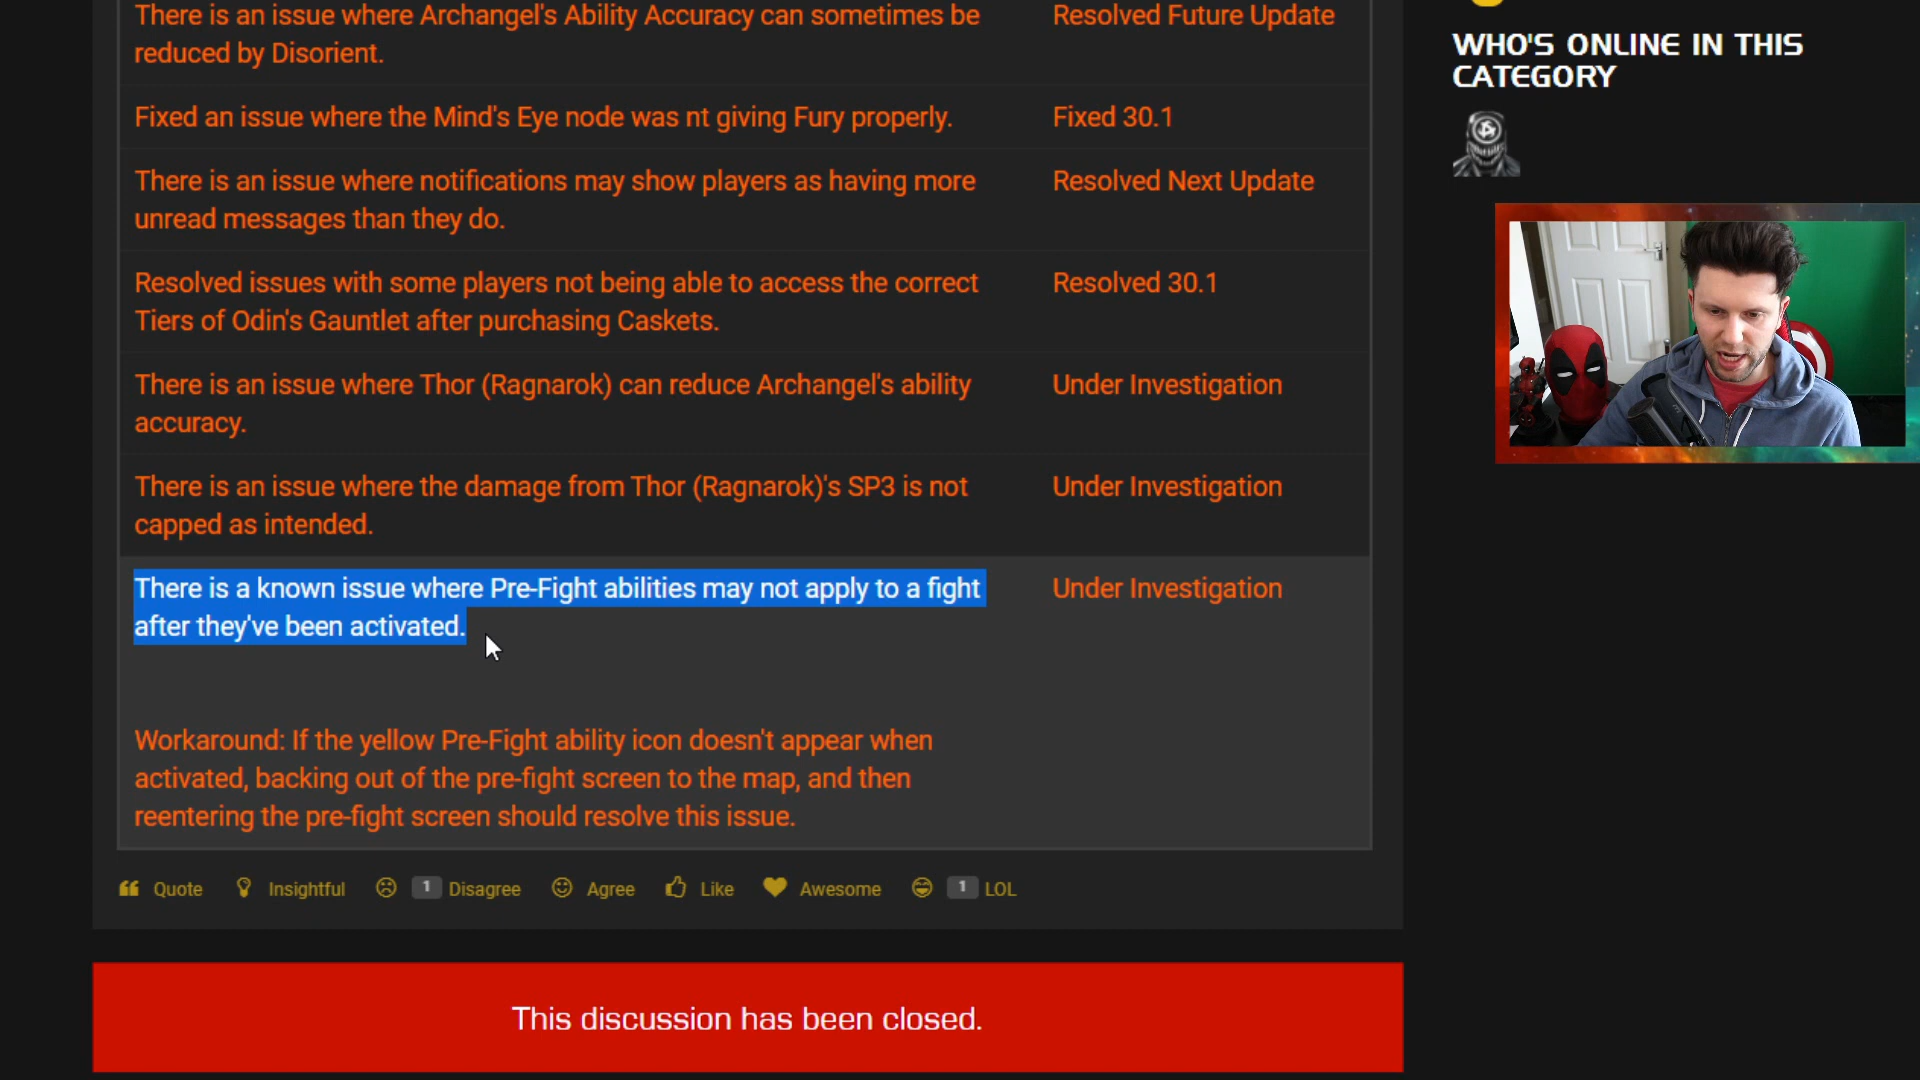 There is an issue where Archangel's Ability Accuracy can sometimes be
reduced by Disorient.
Resolved Future Update
Fixed an issue where the Mind's Eye node was nt giving Fury properly.
Fixed 30.1
There is an issue where notifications may show players as having more
unread messages than they do.
Resolved Next Update
Resolved issues with some players not being able to access the correct
Tiers of Odin's Gauntlet after purchasing Caskets.
Resolved 30.1
There is an issue where Thor (Ragnarok) can reduce Archangel's ability
accuracy.
Under Investigation
There is an issue where the damage from Thor (Ragnarok)'s SP3 is not
capped as intended.
Under Investigation
There is a known issue where Pre-Fight abilities may not apply to a fight
after they've been activated.
Under Investigation
Workaround: If the yellow Pre-Fight ability icon doesn't appear when
activated, backing out of the pre-fight screen to the map, and then
reentering the pre-fight screen should resolve this issue.
Quote Insightful 1 Disagree Agree Like Awesome 1 LOL
This discussion has been closed.
WHO'S ONLINE IN THIS
CATEGORY